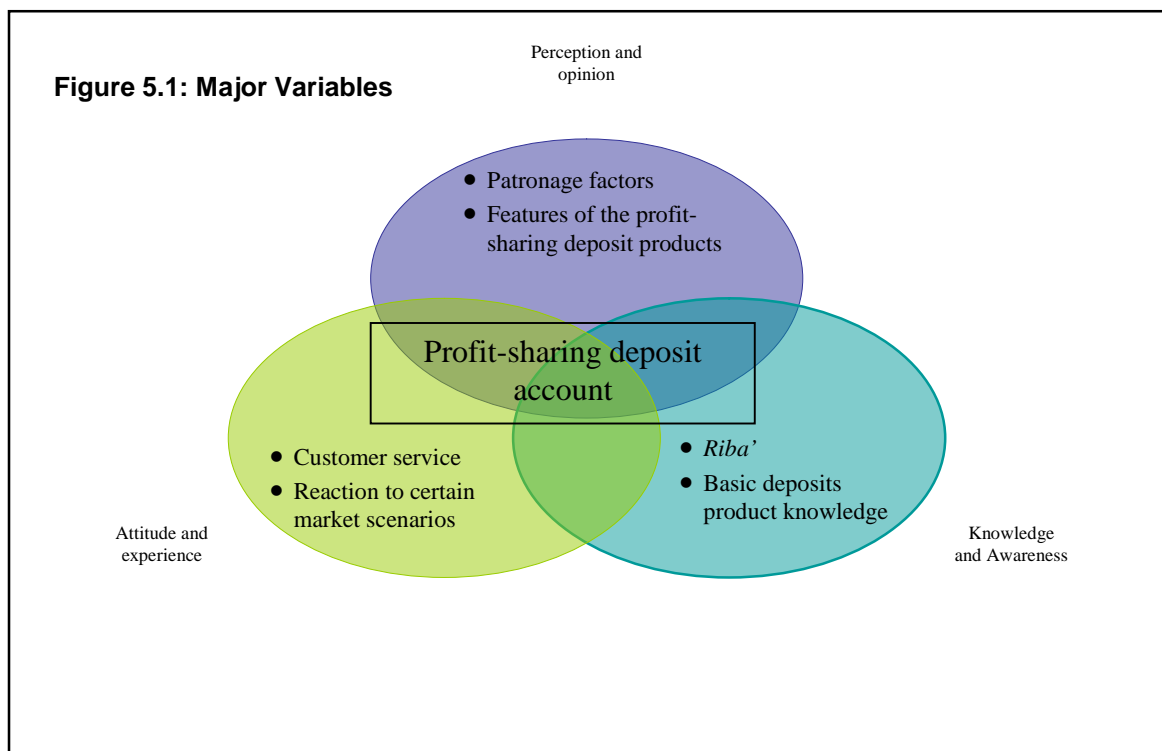 Perception and
opinion
Figure 5.1: Major Variables
● Patronage factors
● Features of the profit-
sharing deposit products
Profit-sharing deposit
account
● Customer service
● Reaction to certain
market scenarios
● Riba’
● Basic deposits
product knowledge
Attitude and
experience
Knowledge
and Awareness